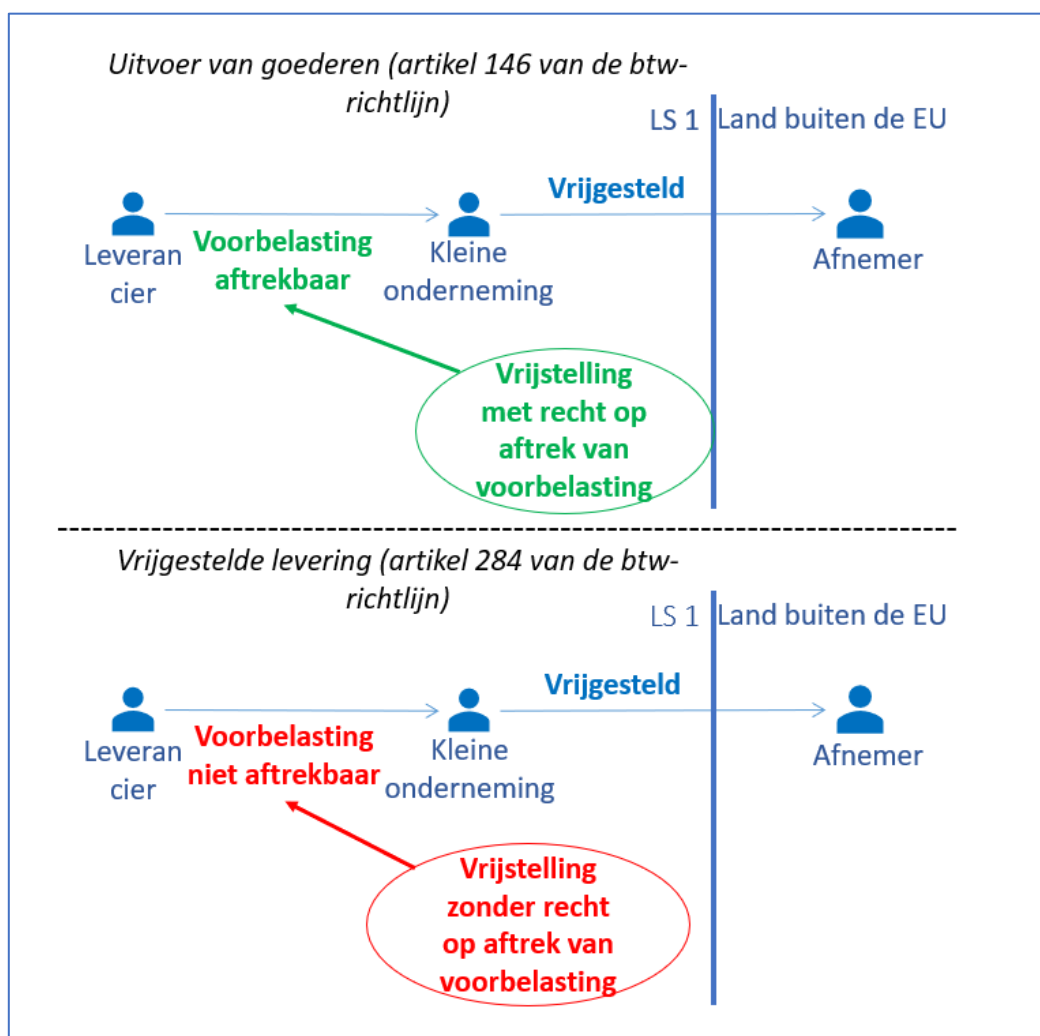 Uitvoer van goederen (artikel 146 van de btw-
richtlijn)
LS 1
Land buiten de EU
Vrijgesteld
Leveran
cier
Voorbelasting
aftrekbaar
Kleine
onderneming
Afnemer
Vrijstelling
met recht op
aftrek van
voorbelasting
Vrijgestelde levering (artikel 284 van de btw-
richtlijn)
LS 1
Land buiten de EU
Vrijgesteld
Leveran
cier
Voorbelasting
niet aftrekbaar
Kleine
onderneming
Afnemer
Vrijstelling
zonder recht
op aftrek van
voorbelasting